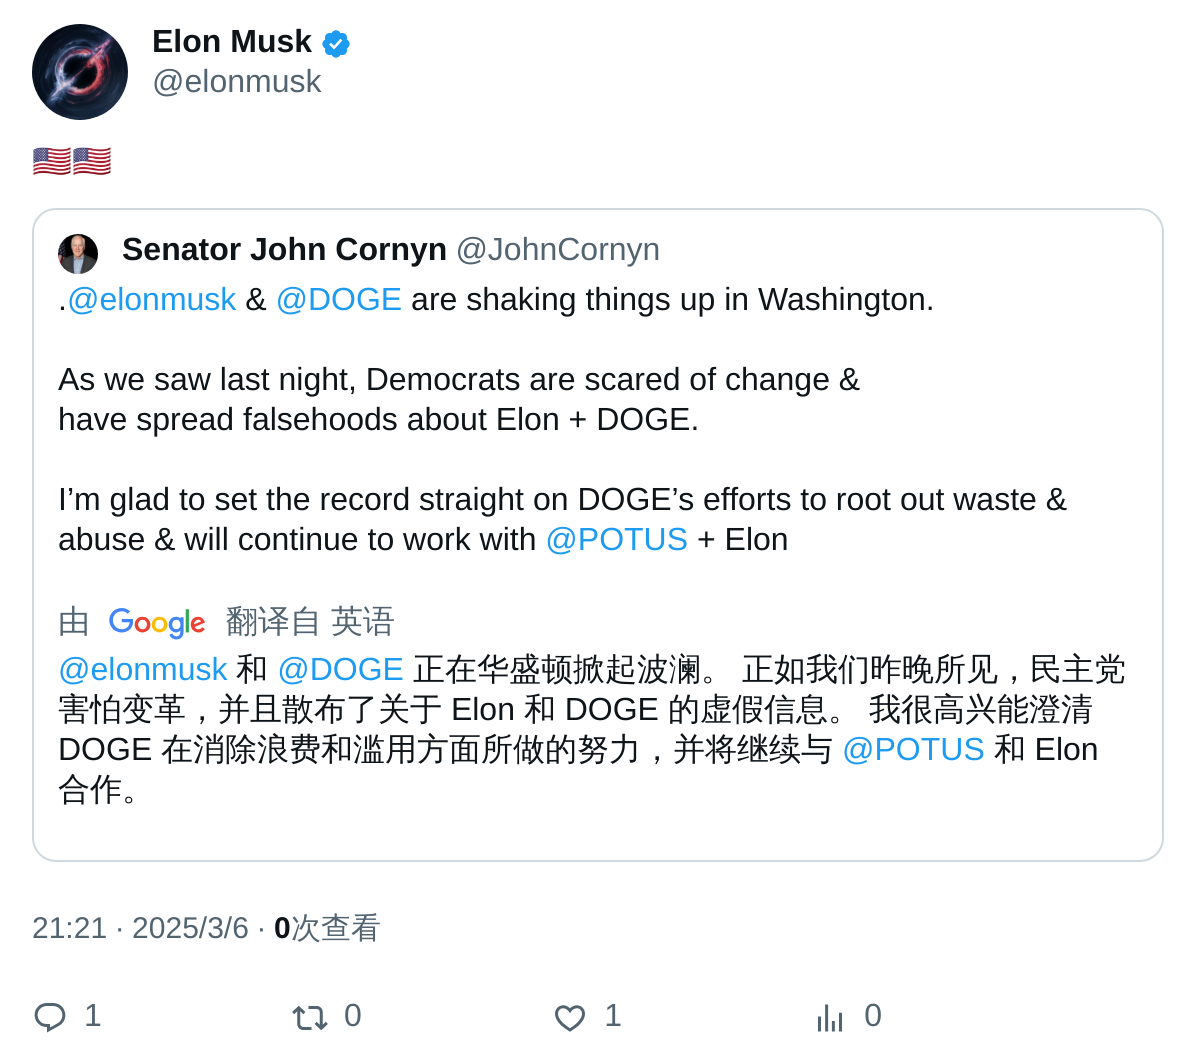 Elon Musk
@elonmusk
🇺🇸🇺🇸
Senator John Cornyn @JohnCornyn
.@elonmusk & @DOGE are shaking things up in Washington.
As we saw last night, Democrats are scared of change &
have spread falsehoods about Elon + DOGE.
I’m glad to set the record straight on DOGE’s efforts to root out waste &
abuse & will continue to work with @POTUS + Elon
由 Google 翻译自 英语
@elonmusk 和 @DOGE 正在华盛顿掀起波澜。 正如我们昨晚所见，民主党
害怕变革，并且散布了关于 Elon 和 DOGE 的虚假信息。 我很高兴能澄清
DOGE 在消除浪费和滥用方面所做的努力，并将继续与 @POTUS 和 Elon
合作。
21:21 · 2025/3/6 · 0次查看
1 0 1 0